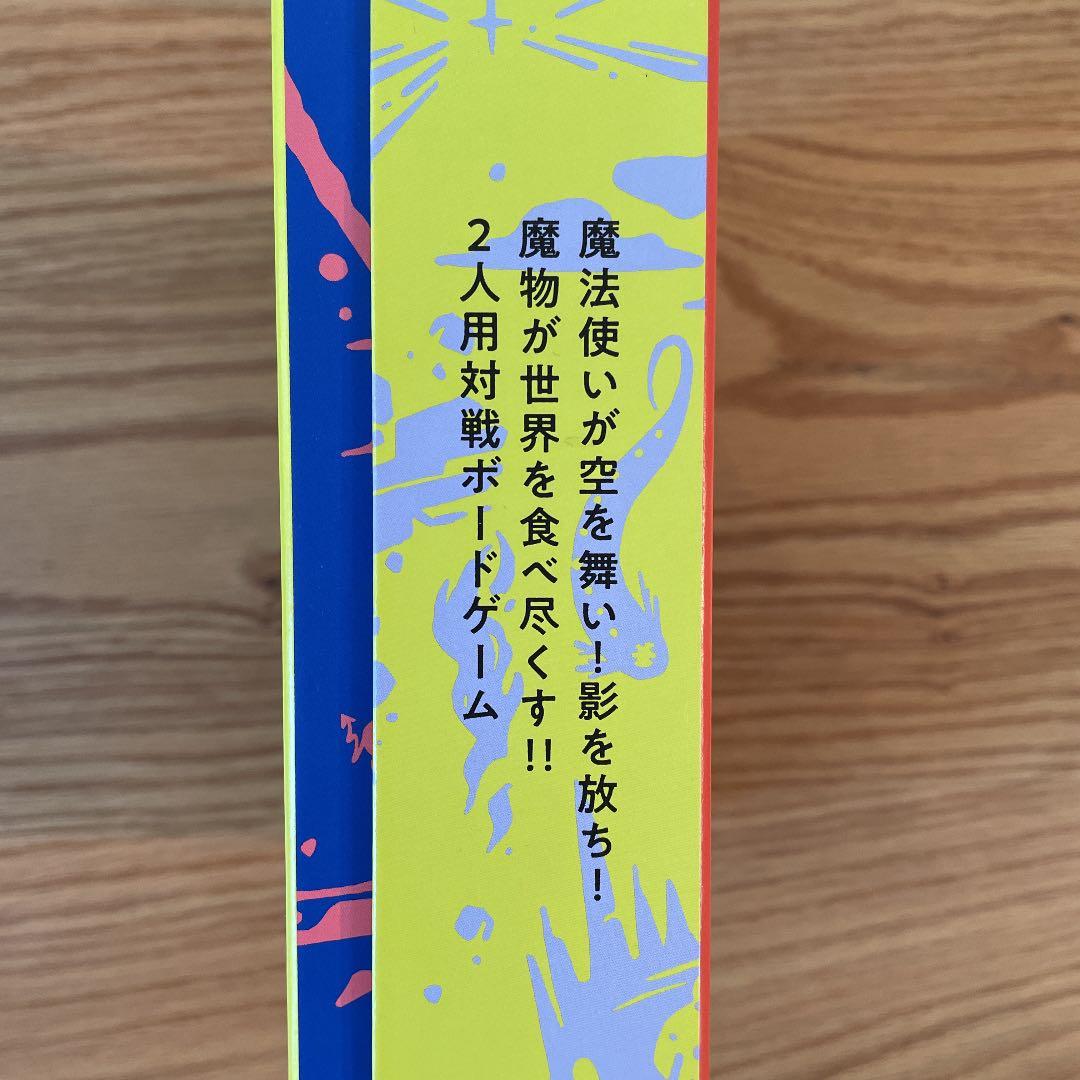 魔法使いが空を舞い！影を放ち！
魔物が世界を食べ尽くす!!
2人用対戦ボードゲーム